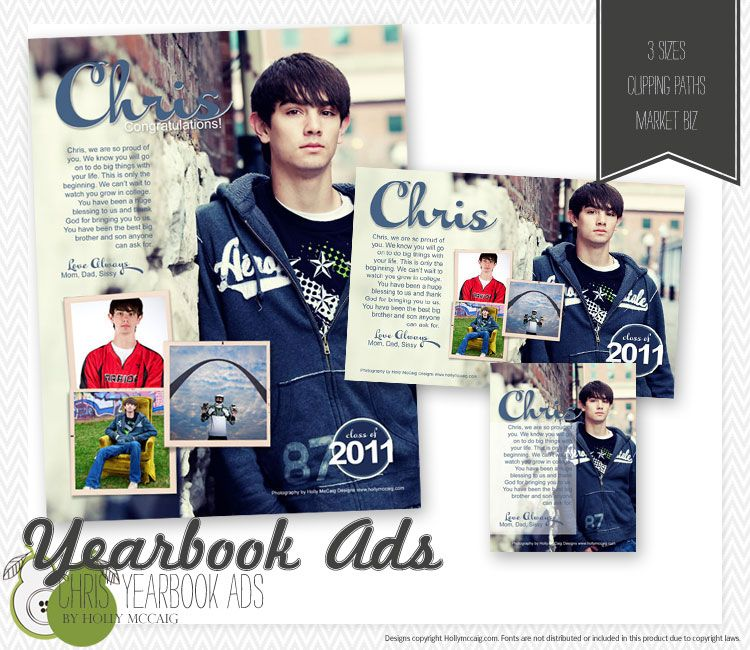 Chris
Congratulations!
Chris, we are so proud of
you. We know you will go
on to do big things with
your life. This is only the
beginning. We can't wait to
watch you grow in college.
You have been a huge
blessing to us and thank
God for bringing you to us.
You have been the best big
brother and son anyone
can ask for.
Love Always,
Mom, Dad, Sissy
87
class of
2011
Photography by Holly McCaig Designs www.hollymccaig.com
3 SIZES
CLIPPING PATHS
MARKET BIZ
Chris
Chris, we are so proud of
you. We know you will go
on to do big things with
your life. This is only the
beginning. We can't wait to
watch you grow in college.
You have been a huge
blessing to us and thank
God for bringing you to us.
You have been the best big
brother and son anyone
can ask for.
Love Always,
Mom, Dad, Sissy
class of
2011
Photography by Holly McCaig Designs www.hollymccaig.com
Chris
Chris, we are so proud of
you. We know you will go
on to do big things with
your life. This is only the
beginning. We can't wait to
watch you grow in college.
You have been a huge
blessing to us and thank
God for bringing you to us.
You have been the best big
brother and son anyone
can ask for.
Love Always,
Mom, Dad, Sissy
87
Photography by Holly McCaig Designs www.hollymccaig.com
Yearbook Ads
CHRIS YEARBOOK ADS
BY HOLLY MCCAIG
Designs copyright Hollymccaig.com. Fonts are not distributed or included in this product due to copyright laws.